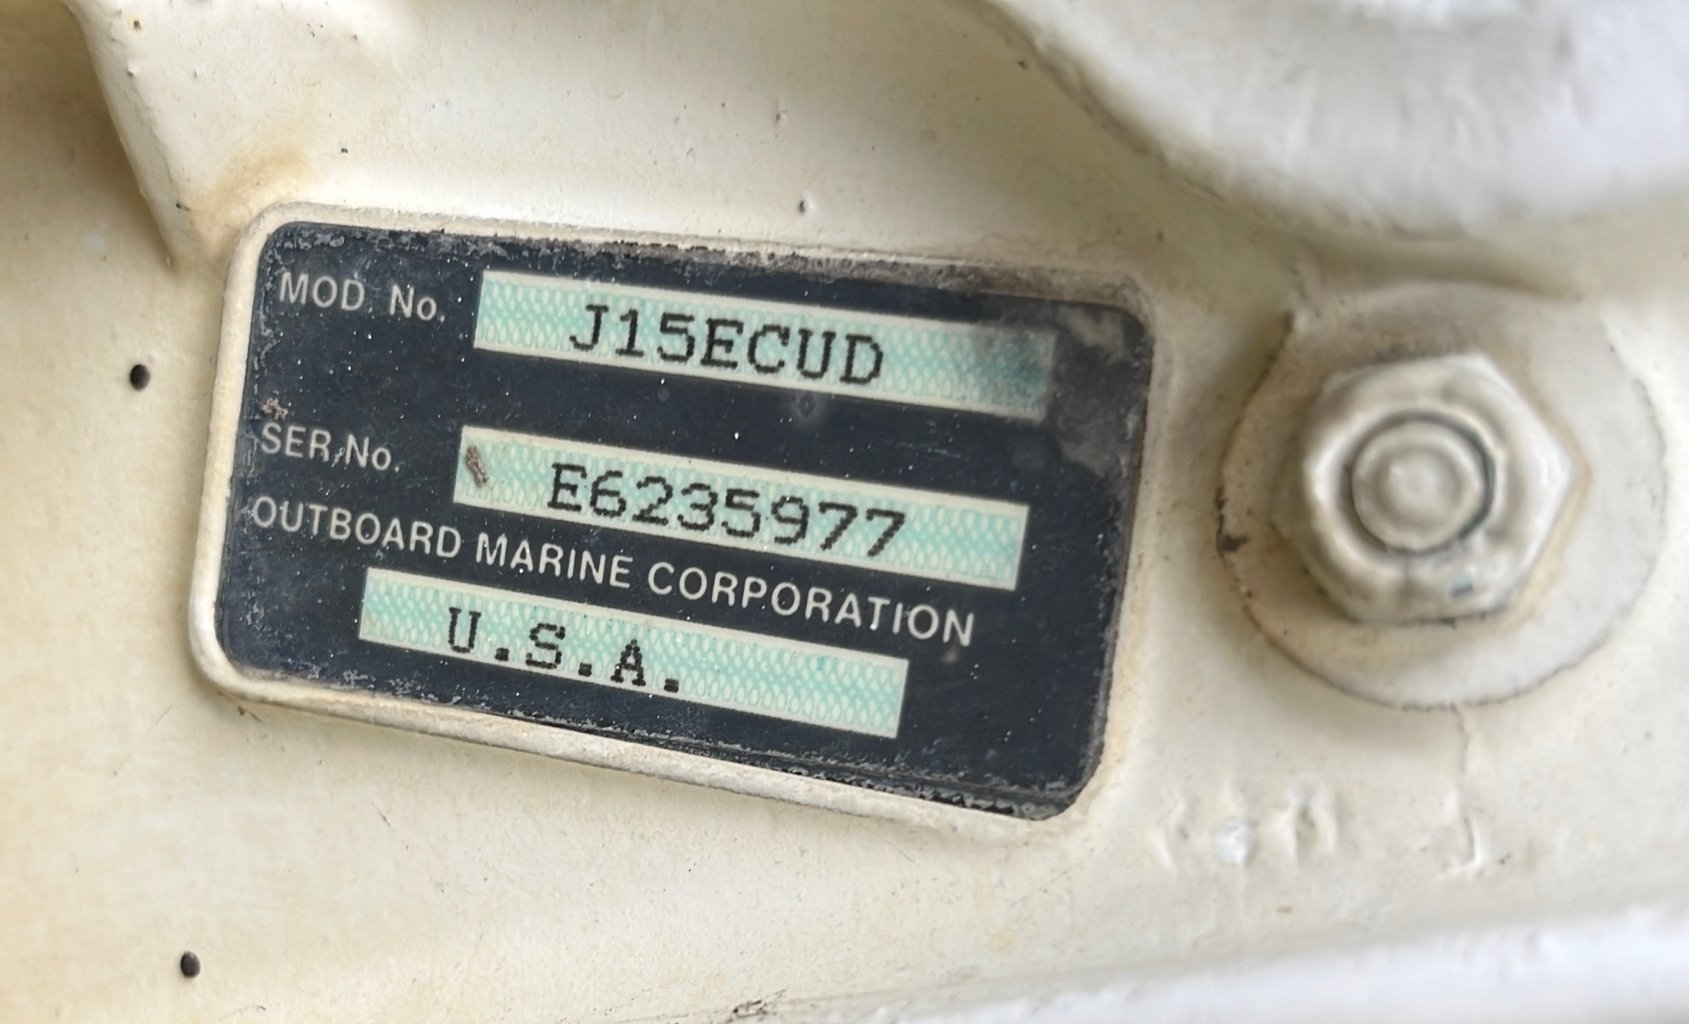 MOD. No. J15ECUD
SER. No. E6235977
OUTBOARD MARINE CORPORATION
U.S.A.